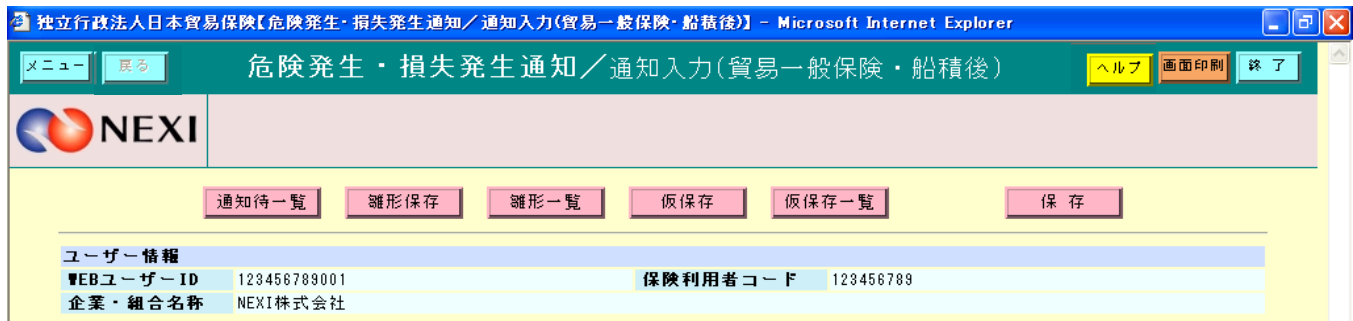 独立行政法人日本貿易保険【危険発生・損失発生通知／通知入力(貿易一般保険・船積後)】 - Microsoft Internet Explorer
メニュー 戻る 危険発生・損失発生通知／通知入力(貿易一般保険・船積後) ヘルプ 画面印刷 終了
NEXI
通知待一覧 雛形保存 雛形一覧 仮保存 仮保存一覧 保 存
ユーザー情報
WEBユーザーID 123456789001 保険利用者コード 123456789
企業・組合名称 NEXI株式会社